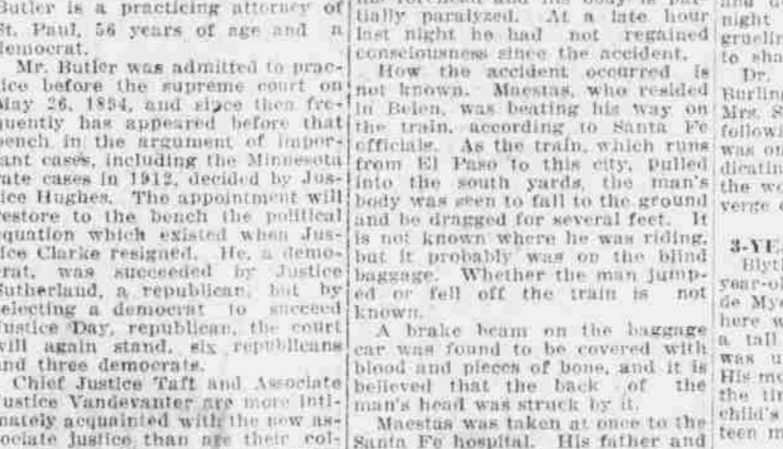 Butler is a practicing attorney of
St. Paul, 56 years of age and a
democrat.
Mr. Butler was admitted to prac-
tice before the supreme court on
May 26, 1894, and since then fre-
quently has appeared before that
bench in the argument of impor-
tant cases, including the Minnesota
rate cases in 1912, decided by Jus-
tice Hughes. The appointment will
restore to the bench the political
equation which existed when Jus-
tice Clarke resigned. He, a demo-
crat, was succeeded by Justice
Sutherland, a republican, but by
selecting a democrat to succeed
Justice Day, republican, the court
will again stand, six republicans
and three democrats.
Chief Justice Taft and Associate
Justice Vandevanter are more inti-
mately acquainted with the new as-
sociate justice than are their col-
his forehead and his body is par-
tially paralyzed. At a late hour
last night he had not regained
consciousness since the accident.
How the accident occurred is
not known. Maestas, who resided
in Belen, was beating his way on
the train, according to Santa Fe
officials. As the train, which runs
from El Paso to this city, pulled
into the south yards, the man's
body was seen to fall to the ground
and be dragged for several feet. It
is not known where he was riding,
but it probably was on the blind
baggage. Whether the man jump-
ed or fell off the train is not
known.
A brake beam on the baggage
car was found to be covered with
blood and pieces of bone, and it is
believed that the back of the
man's head was struck by it.
Maestas was taken at once to the
Santa Fe hospital. His father and
night
gruelin
to sha
Dr.
Burling
Mrs. S
follow
was on
dicatin
the w
verge
3-YE
Blyt
year-ol
de My
here w
a tall
was u
His mo
the tir
child's
teen m